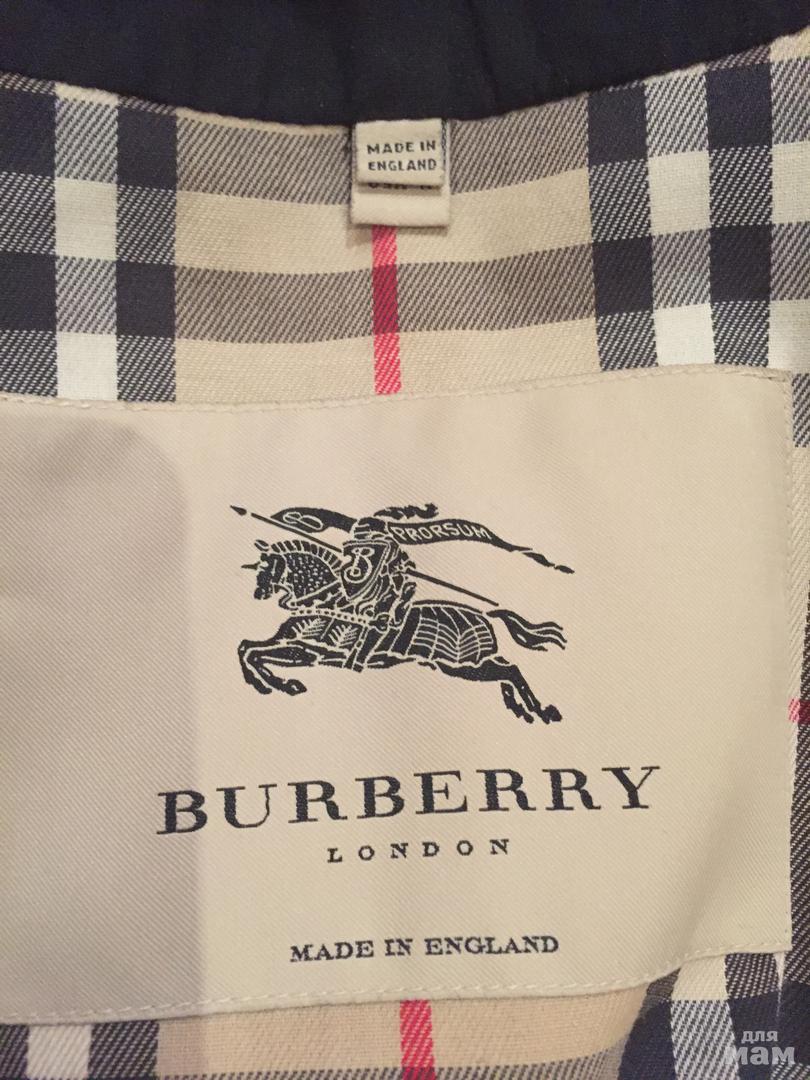 MADE IN
ENGLAND
B PRORSUM
B
BURBERRY
LONDON
MADE IN ENGLAND
для
мам